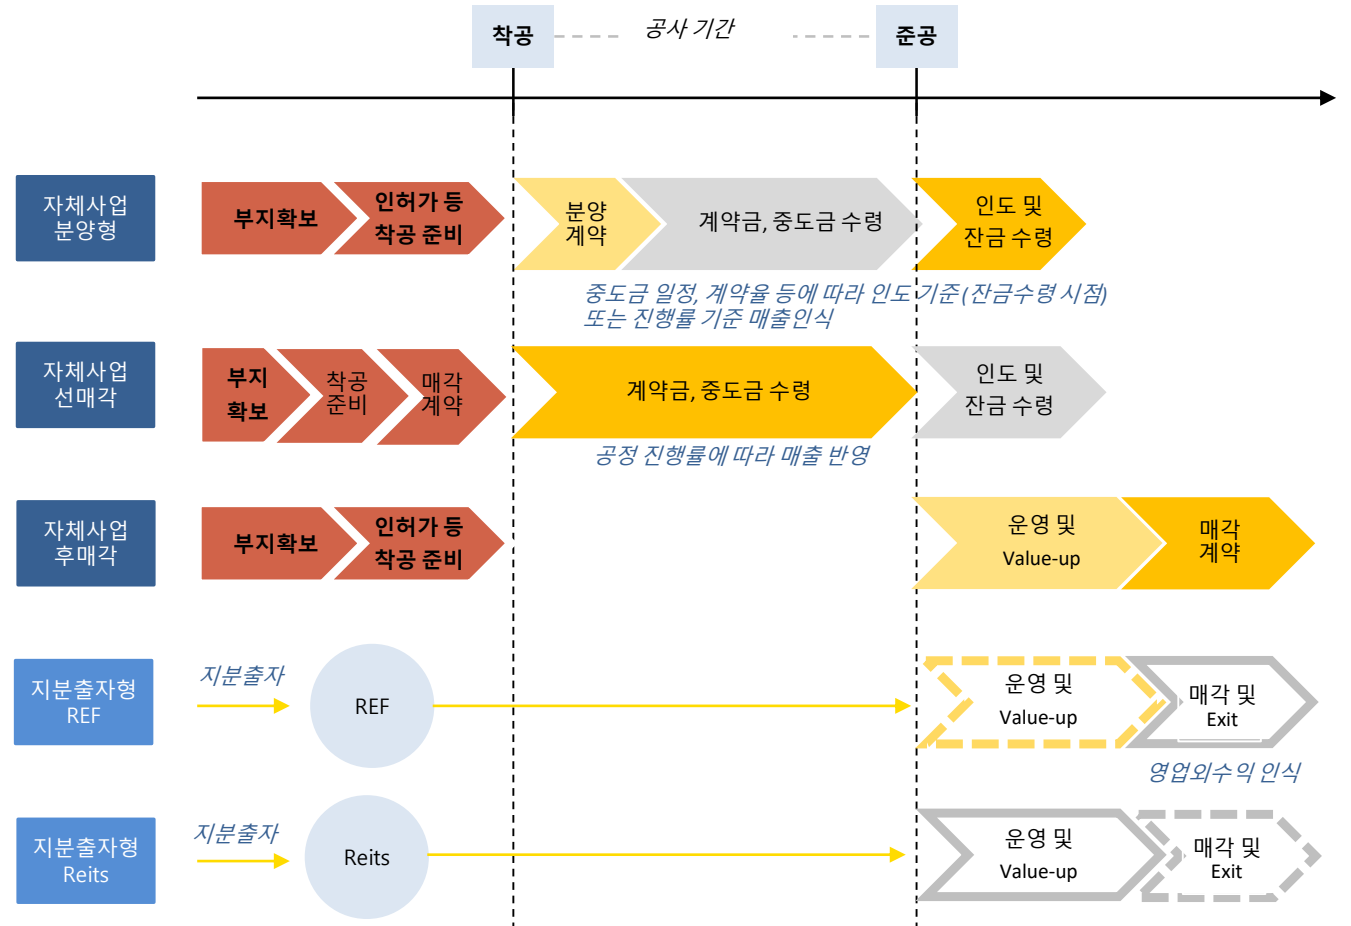 착공
공사 기간
준공
자체사업
분양형
부지확보
인허가 등
착공 준비
분양
계약
계약금, 중도금 수령
인도 및
잔금 수령
중도금 일정, 계약율 등에 따라 인도 기준(잔금수령 시점)
또는 진행률 기준 매출인식
자체사업
선매각
부지
확보
착공
준비
매각
계약
계약금, 중도금 수령
인도 및
잔금 수령
공정 진행률에 따라 매출 반영
자체사업
후매각
부지확보
인허가 등
착공 준비
운영 및
Value-up
매각
계약
지분출자형
REF
지분출자
REF
운영 및
Value-up
매각 및
Exit
영업외수익 인식
지분출자형
Reits
지분출자
Reits
운영 및
Value-up
매각 및
Exit